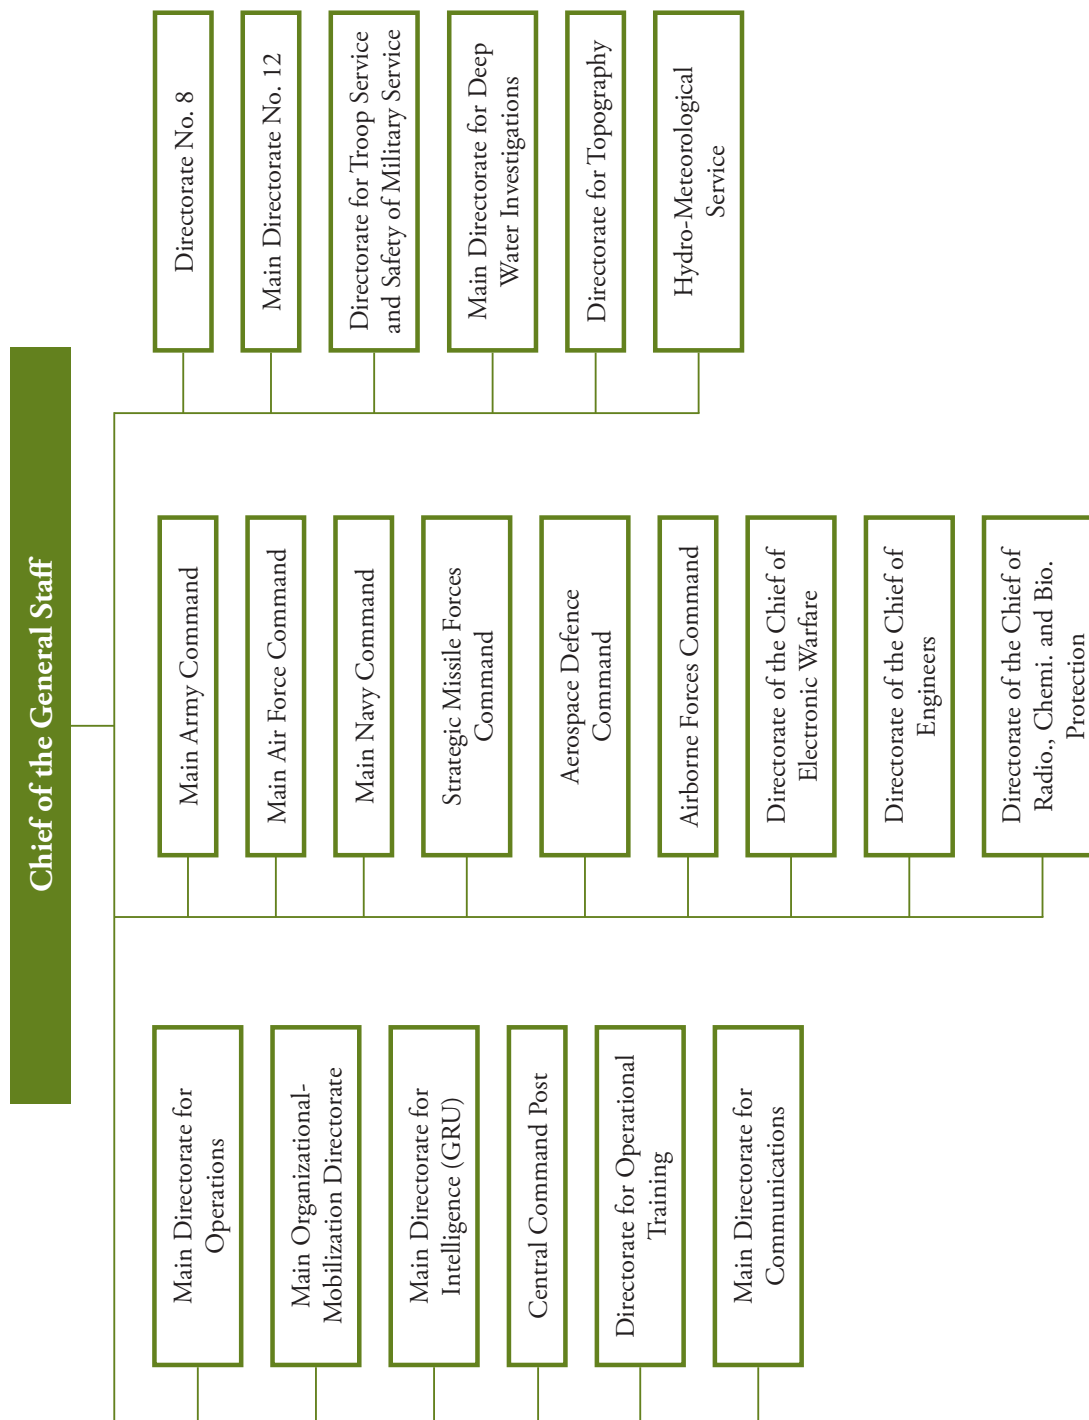 Chief of the General Staff
Main Directorate for
Operations
Main Organizational-
Mobilization Directorate
Main Directorate for
Intelligence (GRU)
Central Command Post
Directorate for Operational
Training
Main Directorate for
Communications
Main Army Command
Main Air Force Command
Main Navy Command
Strategic Missile Forces
Command
Aerospace Defence
Command
Airborne Forces Command
Directorate of the Chief of
Electronic Warfare
Directorate of the Chief of
Engineers
Directorate of the Chief of
Radio., Chemi. and Bio.
Protection
Directorate No. 8
Main Directorate No. 12
Directorate for Troop Service
and Safety of Military Service
Main Directorate for Deep
Water Investigations
Directorate for Topography
Hydro-Meteorological
Service